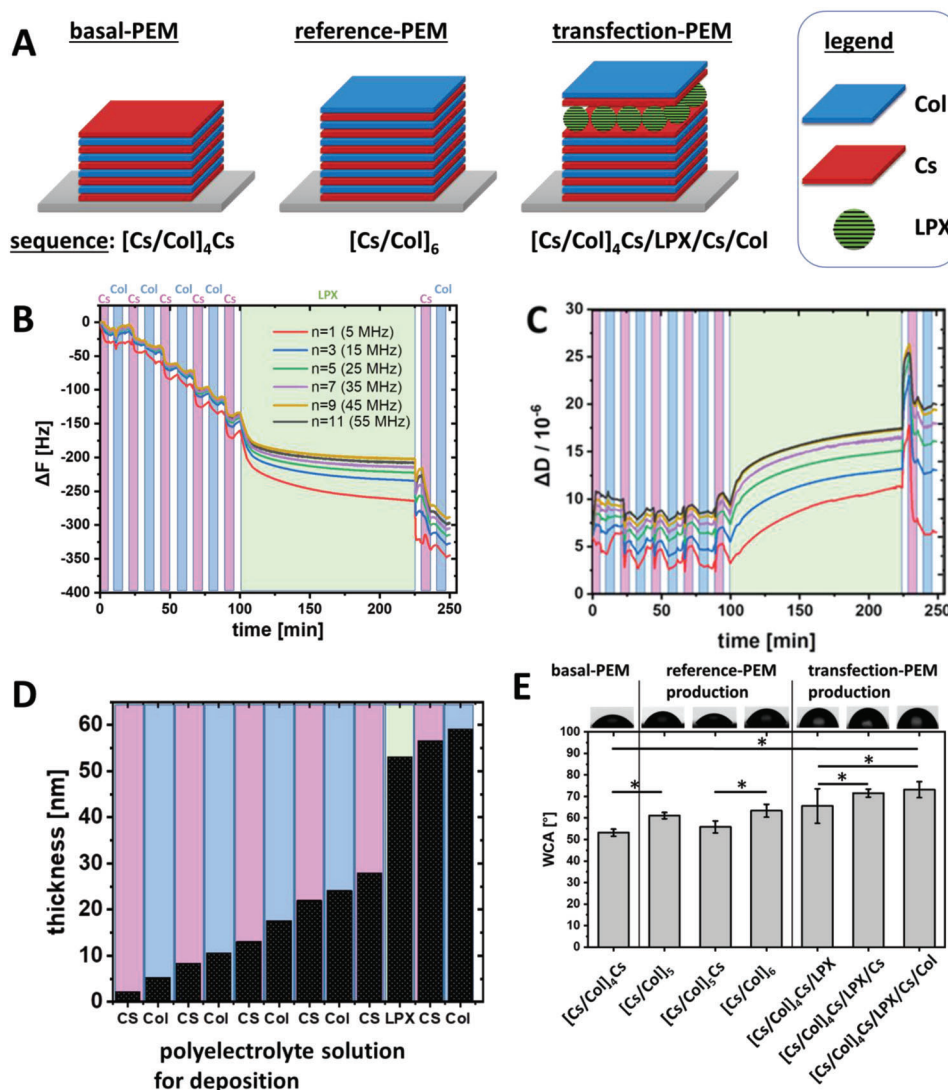 A
basal-PEM
reference-PEM
transfection-PEM
legend
Col
Cs
LPX
sequence: [Cs/Col]₄Cs
[Cs/Col]₆
[Cs/Col]₄Cs/LPX/Cs/Col
B
Cs Col Cs Col Cs Col Cs Col Cs LPX Cs Col
n=1 (5 MHz)
n=3 (15 MHz)
n=5 (25 MHz)
n=7 (35 MHz)
n=9 (45 MHz)
n=11 (55 MHz)
ΔF [Hz]
0
-50
-100
-150
-200
-250
-300
-350
-400
0 50 100 150 200 250
time [min]
C
ΔD / 10⁻⁶
30
25
20
15
10
5
0
0 50 100 150 200 250
time [min]
D
thickness [nm]
60
50
40
30
20
10
0
CS Col CS Col CS Col CS Col CS LPX CS Col
polyelectrolyte solution
for deposition
E
basal-PEM
reference-PEM
production
transfection-PEM
production
WCA [°]
100
90
80
70
60
50
40
30
20
10
0
* * * * *
[Cs/Col]₄Cs
[Cs/Col]₅
[Cs/Col]₅Cs
[Cs/Col]₆
[Cs/Col]₄Cs/LPX
[Cs/Col]₄Cs/LPX/Cs
[Cs/Col]₄Cs/LPX/Cs/Col